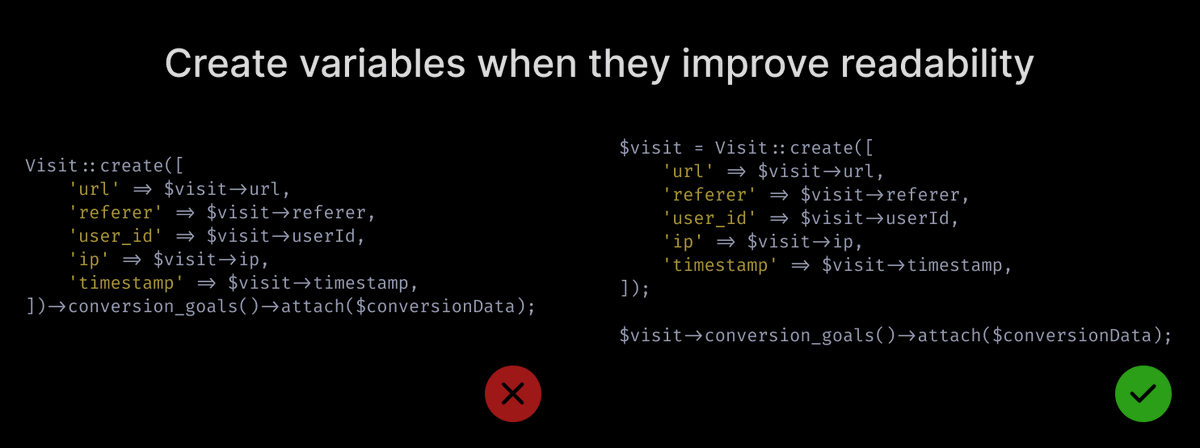 Create variables when they improve readability
Visit::create([
'url' => $visit->url,
'referer' => $visit->referer,
'user_id' => $visit->userId,
'ip' => $visit->ip,
'timestamp' => $visit->timestamp,
])->conversion_goals()->attach($conversionData);
$visit = Visit::create([
'url' => $visit->url,
'referer' => $visit->referer,
'user_id' => $visit->userId,
'ip' => $visit->ip,
'timestamp' => $visit->timestamp,
]);
$visit->conversion_goals()->attach($conversionData);